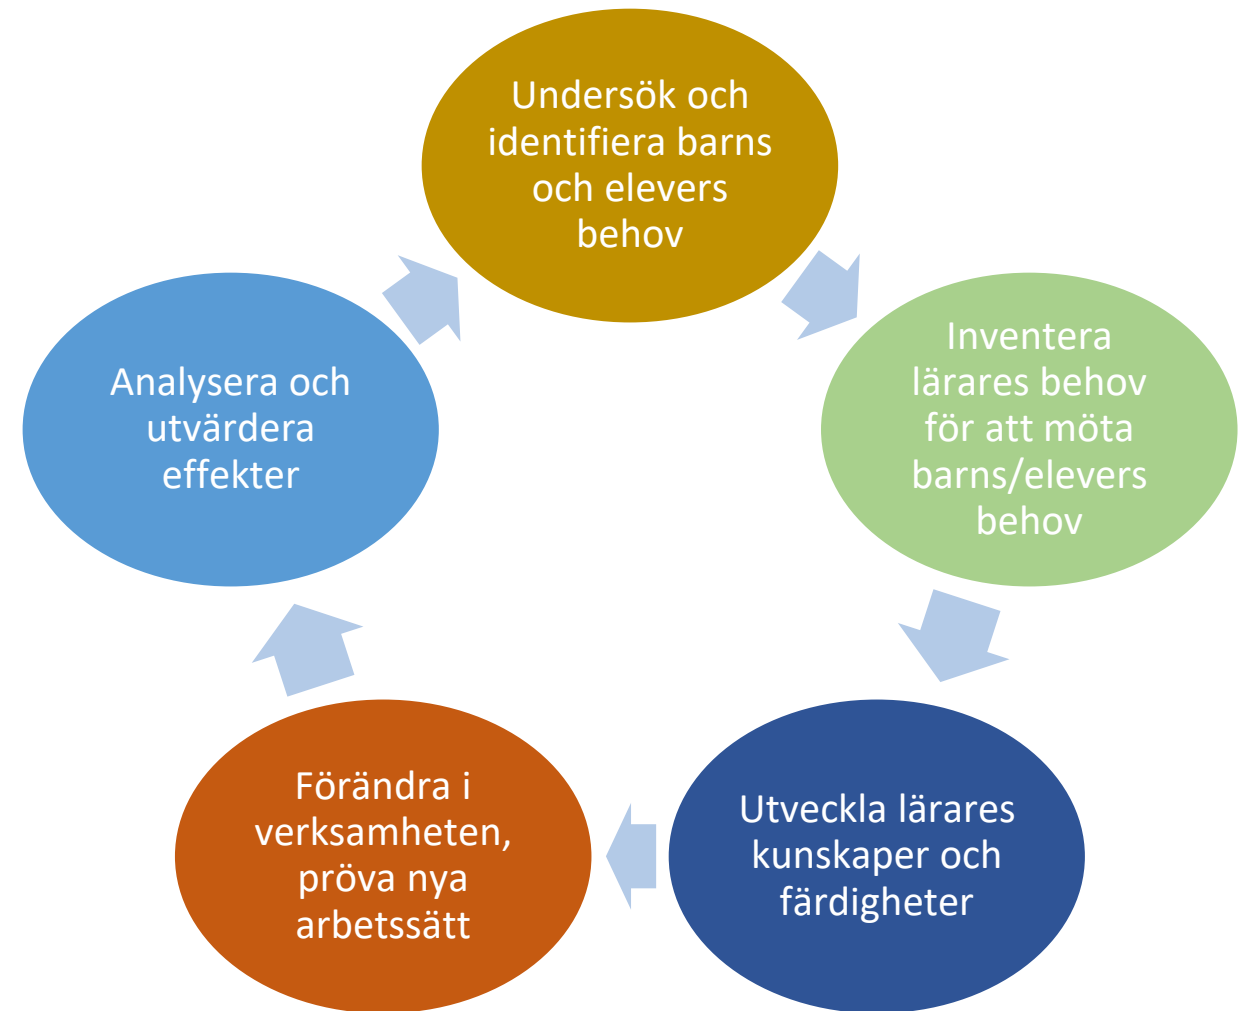 Undersök och
identifiera barns
och elevers
behov
Inventera
lärares behov
för att möta
barns/elevers
behov
Utveckla lärares
kunskaper och
färdigheter
Förändra i
verksamheten,
pröva nya
arbetssätt
Analysera och
utvärdera
effekter